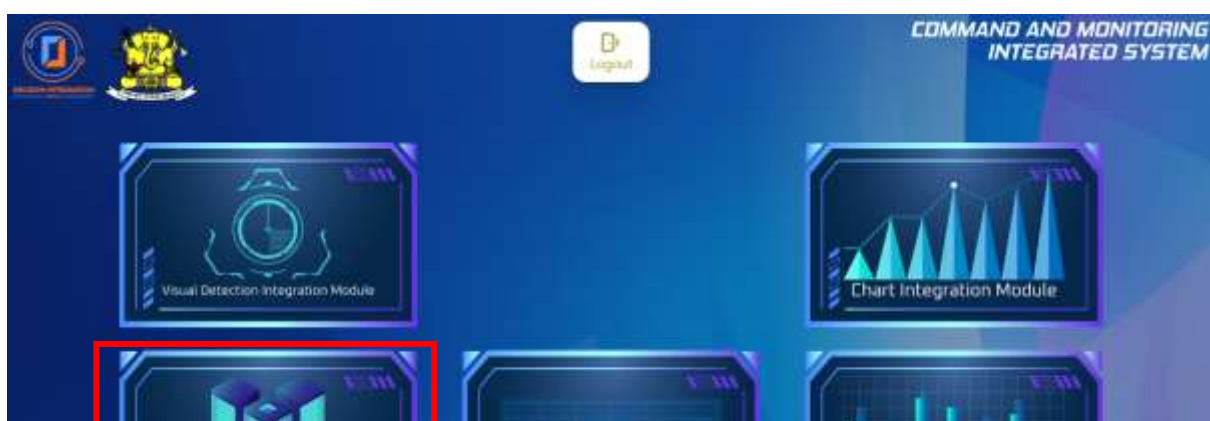 COMMAND AND MONITORING
INTEGRATED SYSTEM
Logout
Visual Detection Integration Module
Chart Integration Module